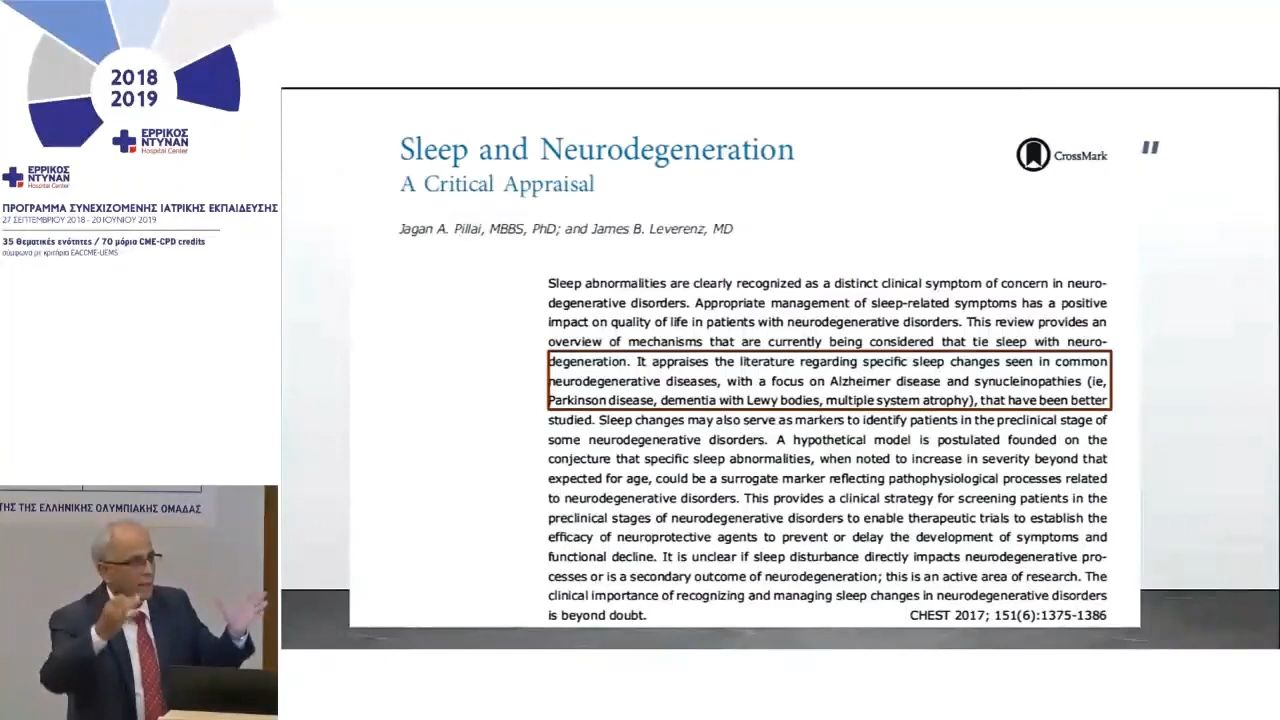 2018
2019
ΕΡΡΙΚΟΣ
ΝΤΥΝΑΝ
Hospital Center
ΕΡΡΙΚΟΣ
ΝΤΥΝΑΝ
Hospital Center
ΠΡΟΓΡΑΜΜΑ ΣΥΝΕΧΙΖΟΜΕΝΗΣ ΙΑΤΡΙΚΗΣ ΕΚΠΑΙΔΕΥΣΗΣ
27 ΣΕΠΤΕΜΒΡΙΟΥ 2018 - 20 ΙΟΥΝΙΟΥ 2019
35 Θεματικές ενότητες / 70 μόρια CME-CPD credits
σύμφωνα με κριτήρια EACCME-UEMS
ΤΗΣ ΤΗΣ ΕΛΛΗΝΙΚΗΣ ΟΛΥΜΠΙΑΚΗΣ ΟΜΑΔΑΣ
Sleep and Neurodegeneration
A Critical Appraisal
CrossMark
"
Jagan A. Pillai, MBBS, PhD; and James B. Leverenz, MD
Sleep abnormalities are clearly recognized as a distinct clinical symptom of concern in neuro-
degenerative disorders. Appropriate management of sleep-related symptoms has a positive
impact on quality of life in patients with neurodegenerative disorders. This review provides an
overview of mechanisms that are currently being considered that tie sleep with neuro-
degeneration. It appraises the literature regarding specific sleep changes seen in common
neurodegenerative diseases, with a focus on Alzheimer disease and synucleinopathies (ie,
Parkinson disease, dementia with Lewy bodies, multiple system atrophy), that have been better
studied. Sleep changes may also serve as markers to identify patients in the preclinical stage of
some neurodegenerative disorders. A hypothetical model is postulated founded on the
conjecture that specific sleep abnormalities, when noted to increase in severity beyond that
expected for age, could be a surrogate marker reflecting pathophysiological processes related
to neurodegenerative disorders. This provides a clinical strategy for screening patients in the
preclinical stages of neurodegenerative disorders to enable therapeutic trials to establish the
efficacy of neuroprotective agents to prevent or delay the development of symptoms and
functional decline. It is unclear if sleep disturbance directly impacts neurodegenerative pro-
cesses or is a secondary outcome of neurodegeneration; this is an active area of research. The
clinical importance of recognizing and managing sleep changes in neurodegenerative disorders
is beyond doubt. CHEST 2017; 151(6):1375-1386